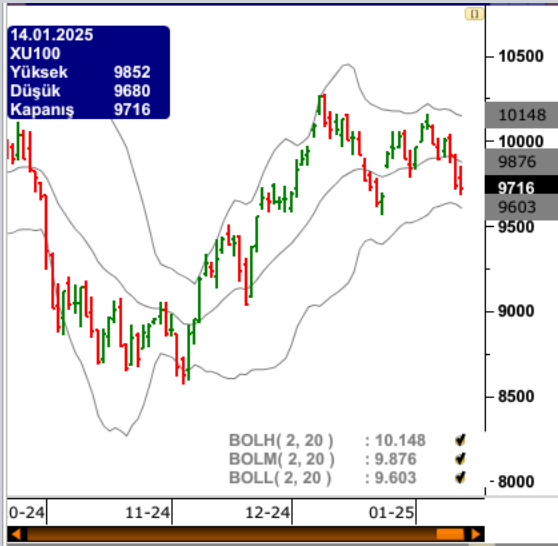 14.01.2025
XU100
Yüksek 9852
Düşük 9680
Kapanış 9716
10500
10148
10000
9876
9716
9603
9500
9000
8500
8000
BOLH( 2, 20 ) : 10.148
BOLM( 2, 20 ) : 9.876
BOLL( 2, 20 ) : 9.603
0-24 11-24 12-24 01-25